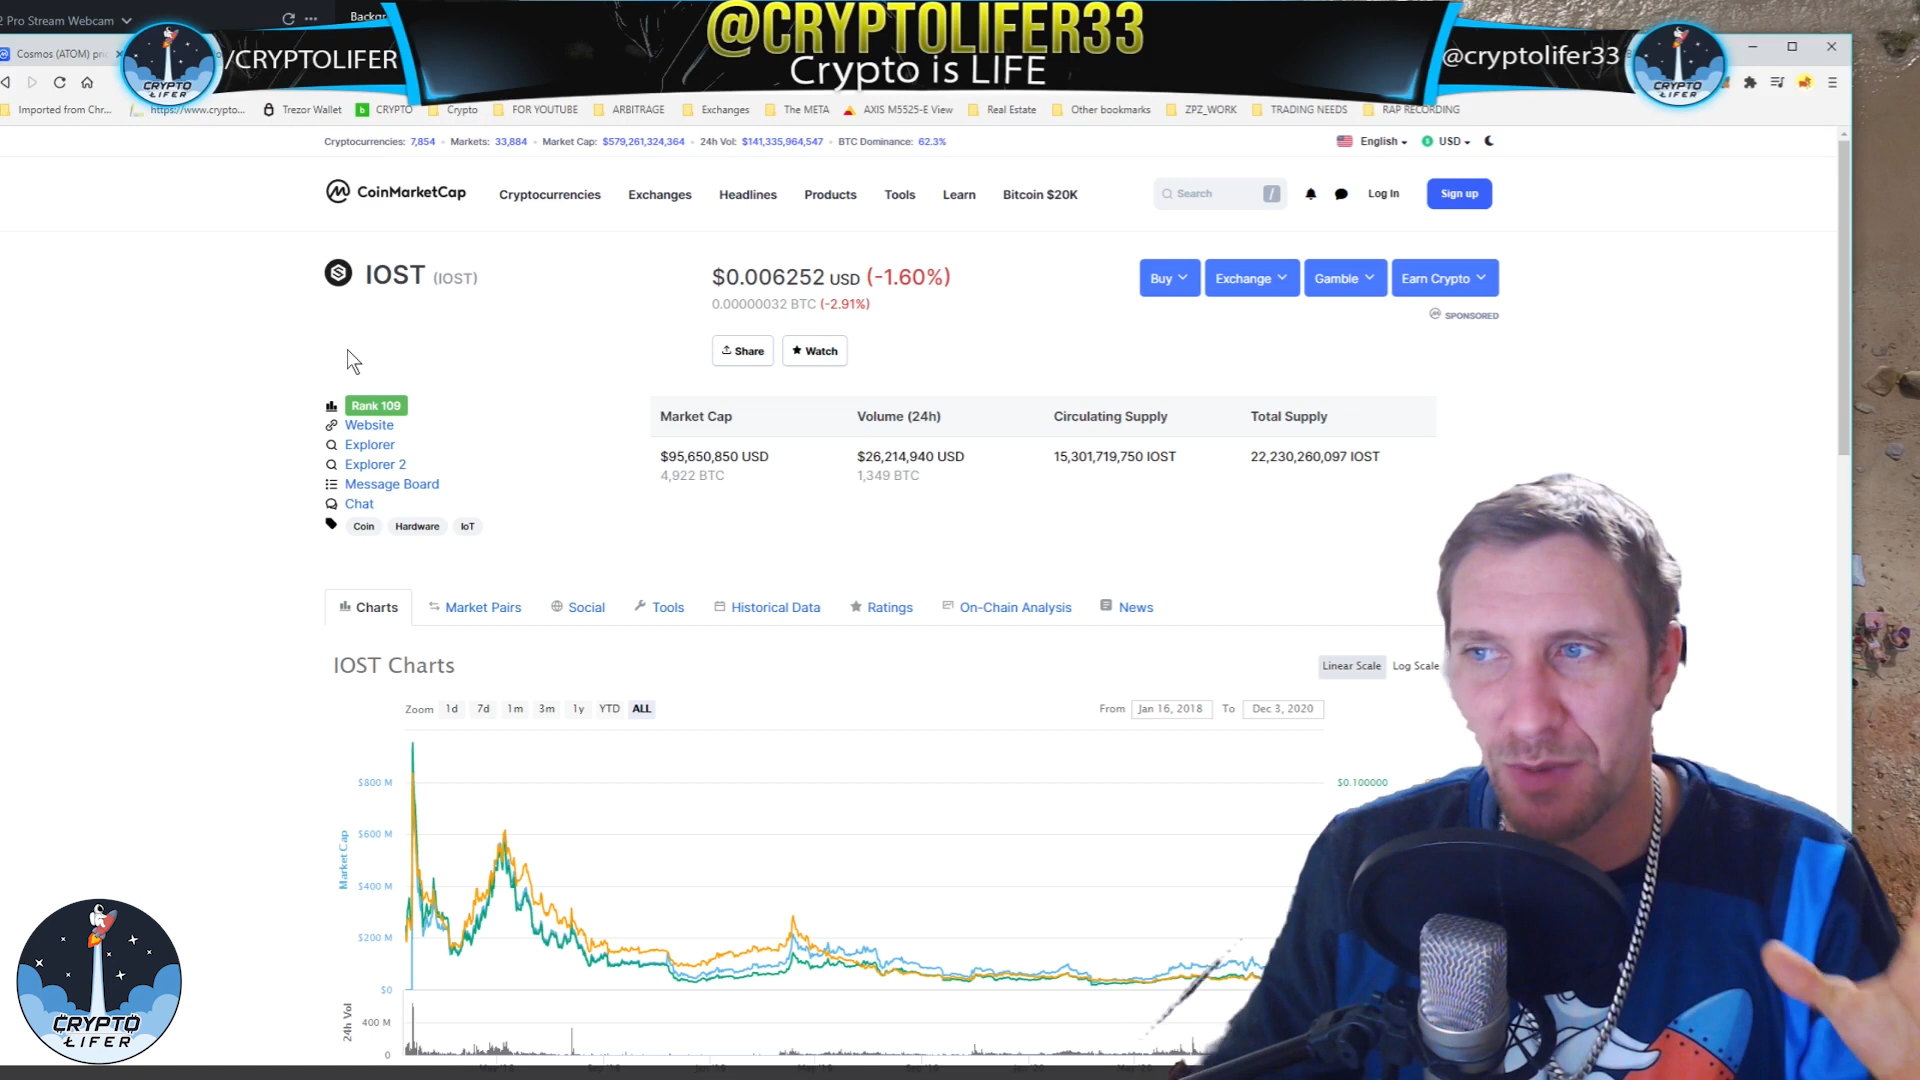 2 Pro Stream Webcam
@CRYPTOLIFER33
Crypto is LIFE
/CRYPTOLIFER
@cryptolifer33
CRYPTO
LIFER
CRYPTO
LIFER
Cosmos (ATOM)
Imported from Chr...
https://www.crypto...
Trezor Wallet
CRYPTO
Crypto
FOR YOUTUBE
ARBITRAGE
Exchanges
The META
AXIS M5525-E View
Real Estate
Other bookmarks
ZPZ_WORK
TRADING NEEDS
RAP RECORDING
Cryptocurrencies: 7,854 • Markets: 33,884 • Market Cap: $579,261,324,364 • 24h Vol: $141,335,964,547 • BTC Dominance: 62.3%
English
USD
CoinMarketCap
Cryptocurrencies
Exchanges
Headlines
Products
Tools
Learn
Bitcoin $20K
Search
/
Log In
Sign up
IOST (IOST)
$0.006252 USD (-1.60%)
0.00000032 BTC (-2.91%)
Buy
Exchange
Gamble
Earn Crypto
SPONSORED
Share
Watch
Rank 109
Website
Explorer
Explorer 2
Message Board
Chat
Coin
Hardware
IoT
Market Cap
Volume (24h)
Circulating Supply
Total Supply
$95,650,850 USD
$26,214,940 USD
15,301,719,750 IOST
22,230,260,097 IOST
4,922 BTC
1,349 BTC
Charts
Market Pairs
Social
Tools
Historical Data
Ratings
On-Chain Analysis
News
IOST Charts
Linear Scale
Log Scale
Zoom
1d
7d
1m
3m
1y
YTD
ALL
From
Jan 16, 2018
To
Dec 3, 2020
$800 M
$0.100000
$600 M
$400 M
$200 M
$0
Market Cap
24h Vol
400 M
0
CRYPTO
ŁIFER